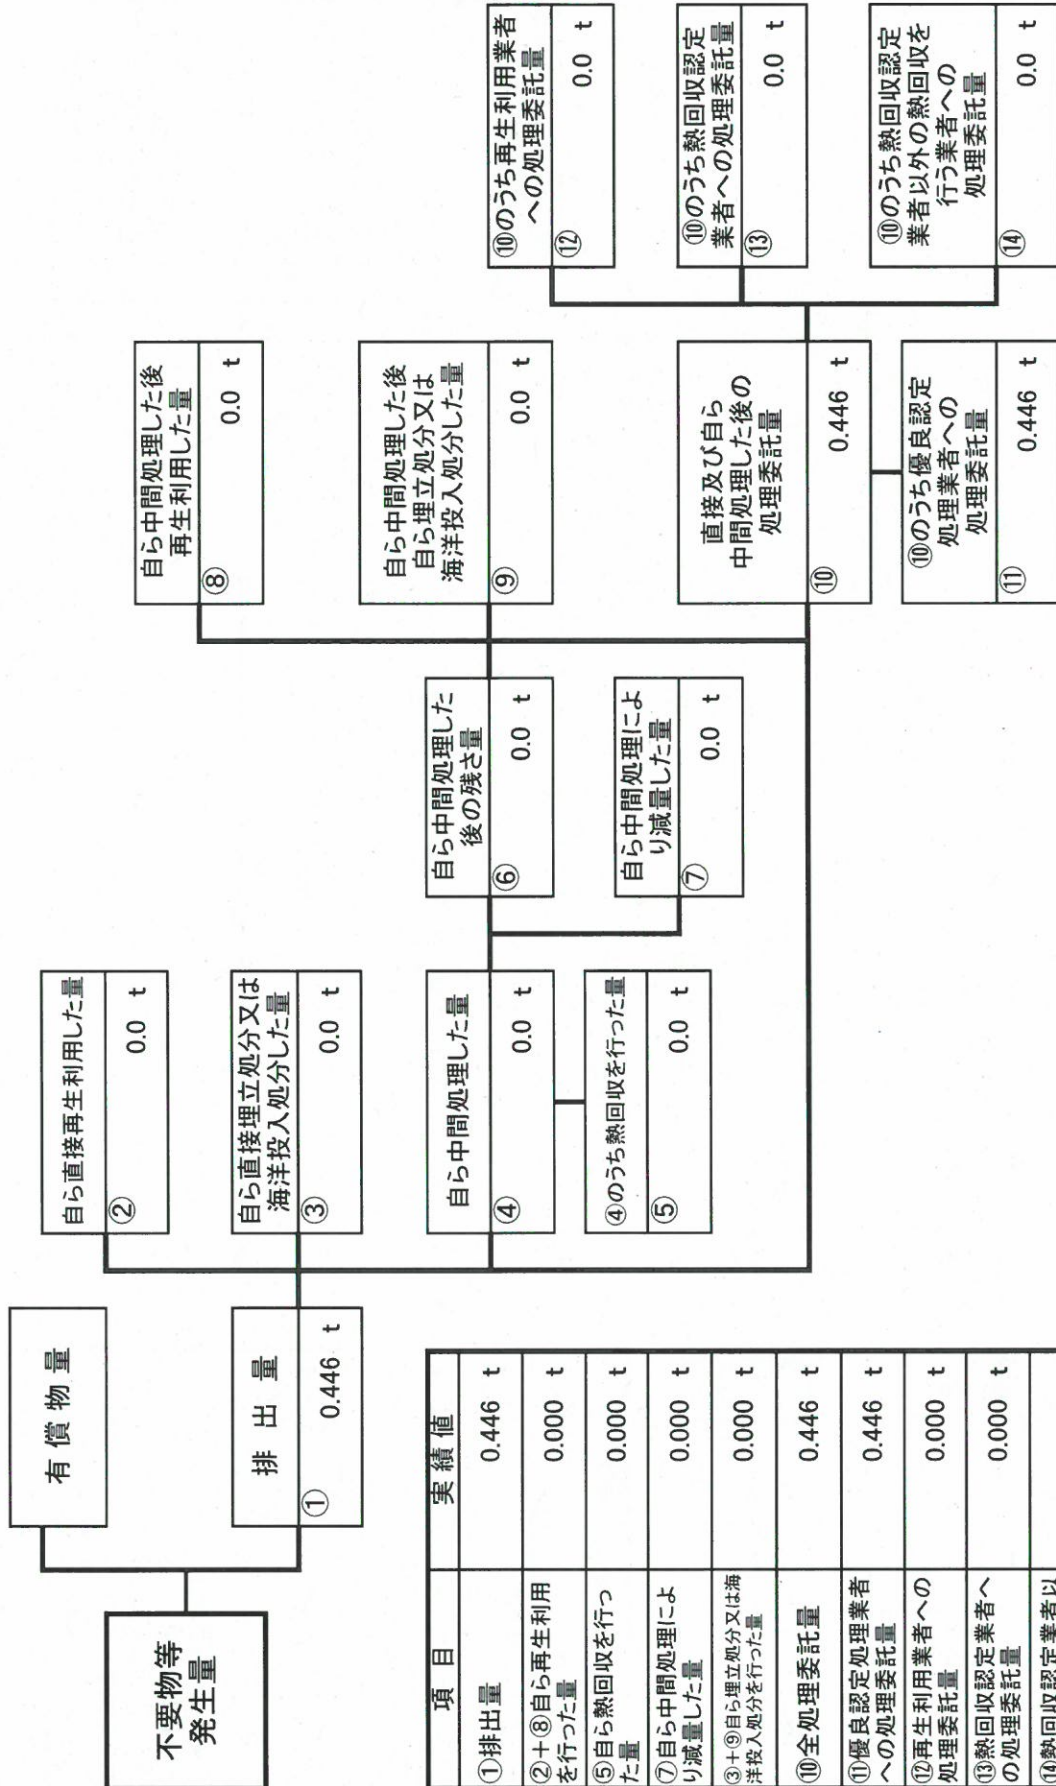 不要物等
発生量
有償物量
排出量
① 0.446 t
自ら直接再生利用した量
② 0.0 t
自ら直接埋立処分又は
海洋投入処分した量
③ 0.0 t
自ら中間処理した量
④ 0.0 t
④のうち熱回収を行った量
⑤ 0.0 t
自ら中間処理した
後の残さ量
⑥ 0.0 t
自ら中間処理によ
り減量した量
⑦ 0.0 t
自ら中間処理した後
再生利用した量
⑧ 0.0 t
自ら中間処理した後
自ら埋立処分又は
海洋投入処分した量
⑨ 0.0 t
直接及び自ら
中間処理した後の
処理委託量
⑩ 0.446 t
⑩のうち優良認定
処理業者への
処理委託量
⑪ 0.446 t
⑩のうち再生利用業者
への処理委託量
⑫ 0.0 t
⑩のうち熱回収認定
業者への処理委託量
⑬ 0.0 t
⑩のうち熱回収認定
業者以外の熱回収を
行う業者への
処理委託量
⑭ 0.0 t
項目 実績値
①排出量 0.446 t
②+⑧自ら再生利用
を行った量 0.000 t
⑤自ら熱回収を行っ
た量 0.000 t
⑦自ら中間処理によ
り減量した量 0.000 t
③+⑨自ら埋立処分又は海
洋投入処分を行った量 0.000 t
⑩全処理委託量 0.446 t
⑪優良認定処理業者
への処理委託量 0.446 t
⑫再生利用業者への
処理委託量 0.000 t
⑬熱回収認定業者へ
の処理委託量 0.000 t
⑭熱回収認定業者以